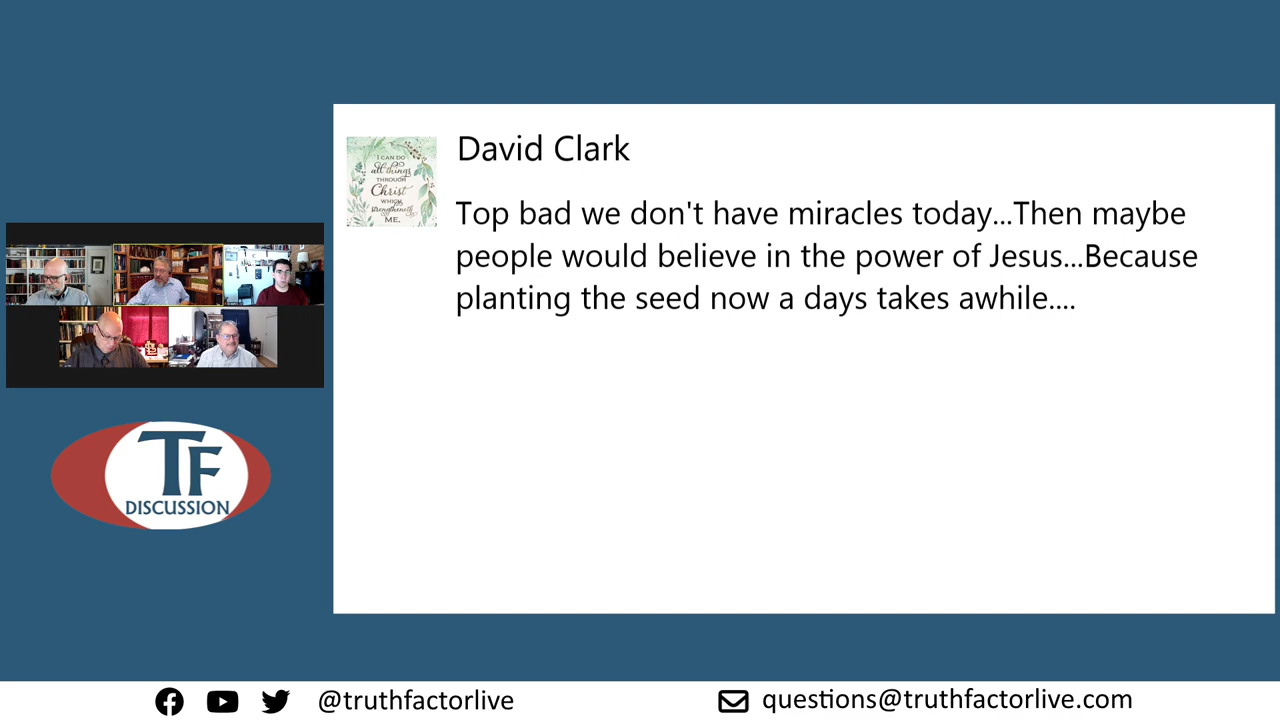 David Clark
Top bad we don't have miracles today...Then maybe
people would believe in the power of Jesus...Because
planting the seed now a days takes awhile....
I CAN DO
all things
THROUGH
Christ
WHICH
strengtheneth
ME.
TF
DISCUSSION
@truthfactorlive
questions@truthfactorlive.com